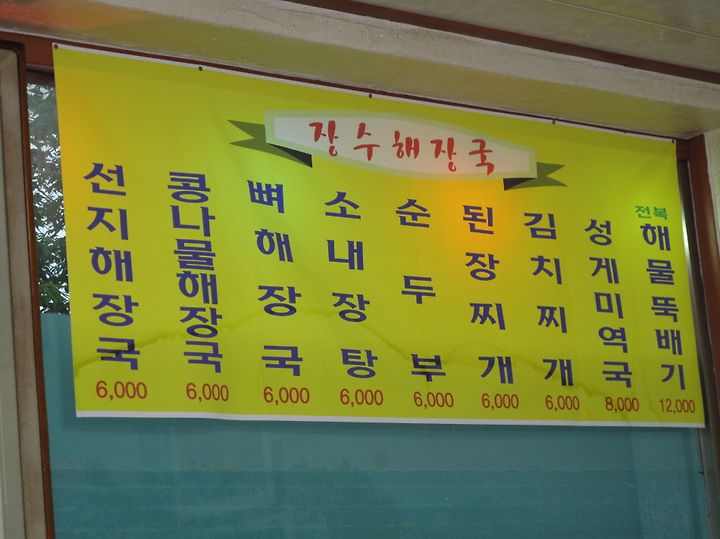 장수해장국
선지해장국 6,000
콩나물해장국 6,000
뼈해장국 6,000
소내장탕 6,000
순두부 6,000
된장찌개 6,000
김치찌개 6,000
성게미역국 8,000
전복해물뚝배기 12,000